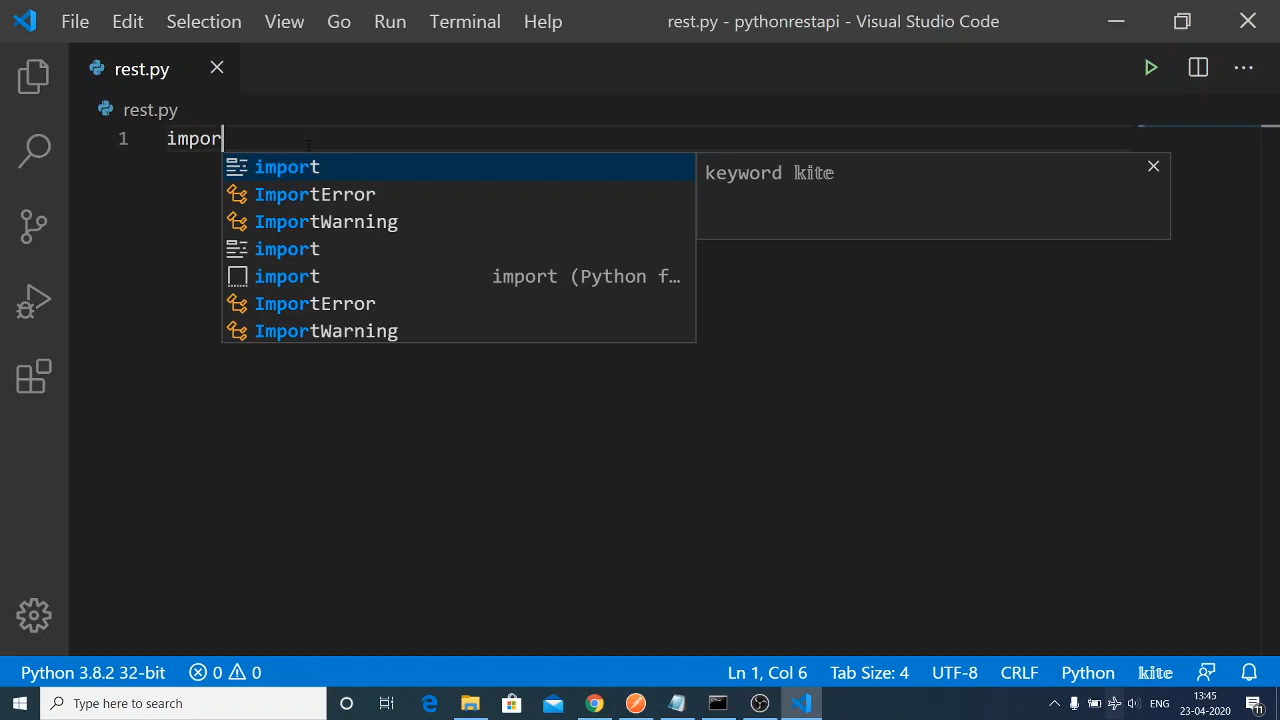 File Edit Selection View Go Run Terminal Help rest.py - pythonrestapi - Visual Studio Code
rest.py
rest.py
1 impor
import
keyword kite
ImportError
ImportWarning
import
import import (Python f…
ImportError
ImportWarning
Python 3.8.2 32-bit 0 0 Ln 1, Col 6 Tab Size: 4 UTF-8 CRLF Python kite
Type here to search
ENG
13:45
23-04-2020
11